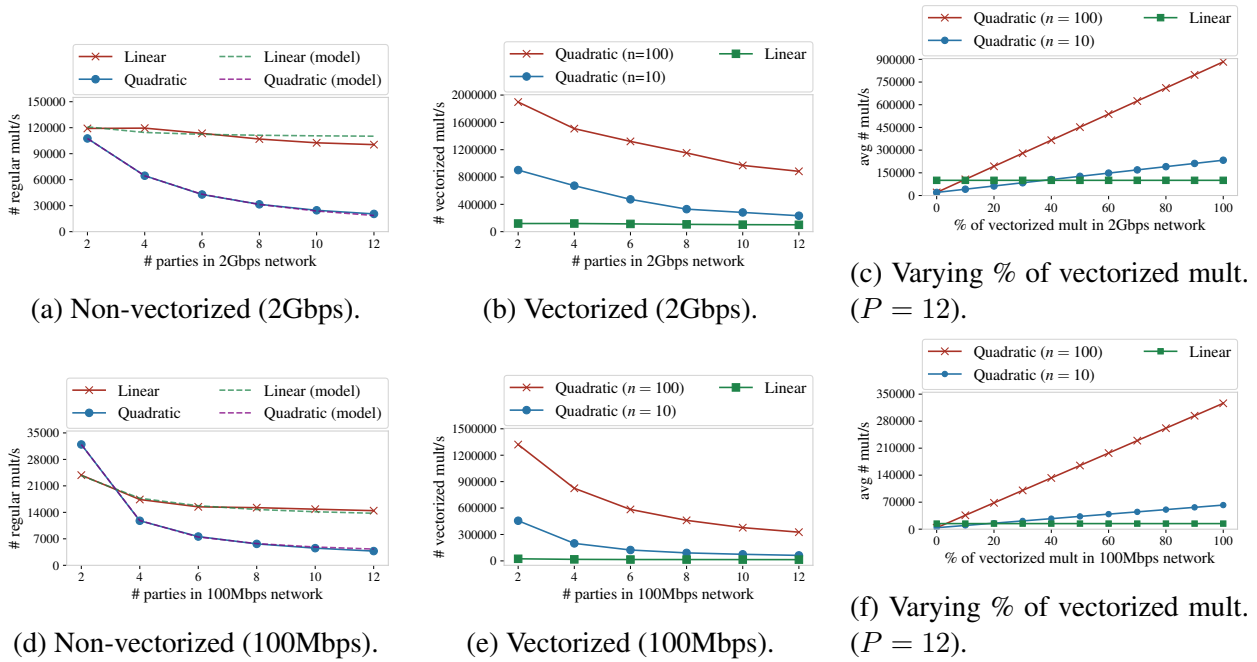 Linear
Quadratic
Linear (model)
Quadratic (model)
# regular mult/s
150000
120000
90000
60000
30000
0
2 4 6 8 10 12
# parties in 2Gbps network
(a) Non-vectorized (2Gbps).
Quadratic (n=100)
Quadratic (n=10)
Linear
# vectorized mult/s
2000000
1600000
1200000
800000
400000
0
2 4 6 8 10 12
# parties in 2Gbps network
(b) Vectorized (2Gbps).
Quadratic (n = 100)
Quadratic (n = 10)
Linear
avg # mult/s
900000
750000
600000
450000
300000
150000
0
0 20 40 60 80 100
% of vectorized mult in 2Gbps network
(c) Varying % of vectorized mult.
(P = 12).
Linear
Quadratic
Linear (model)
Quadratic (model)
# regular mult/s
35000
28000
21000
14000
7000
0
2 4 6 8 10 12
# parties in 100Mbps network
(d) Non-vectorized (100Mbps).
Quadratic (n = 100)
Quadratic (n = 10)
Linear
# vectorized mult/s
1500000
1200000
900000
600000
300000
0
2 4 6 8 10 12
# parties in 100Mbps network
(e) Vectorized (100Mbps).
Quadratic (n = 100)
Quadratic (n = 10)
Linear
avg # mult/s
350000
280000
210000
140000
70000
0
0 20 40 60 80 100
% of vectorized mult in 100Mbps network
(f) Varying % of vectorized mult.
(P = 12).